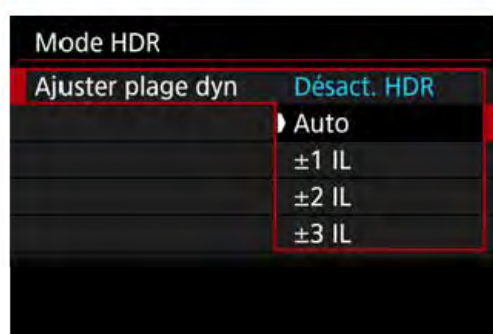 Mode HDR
Ajuster plage dyn Désact. HDR
Auto
±1 IL
±2 IL
±3 IL